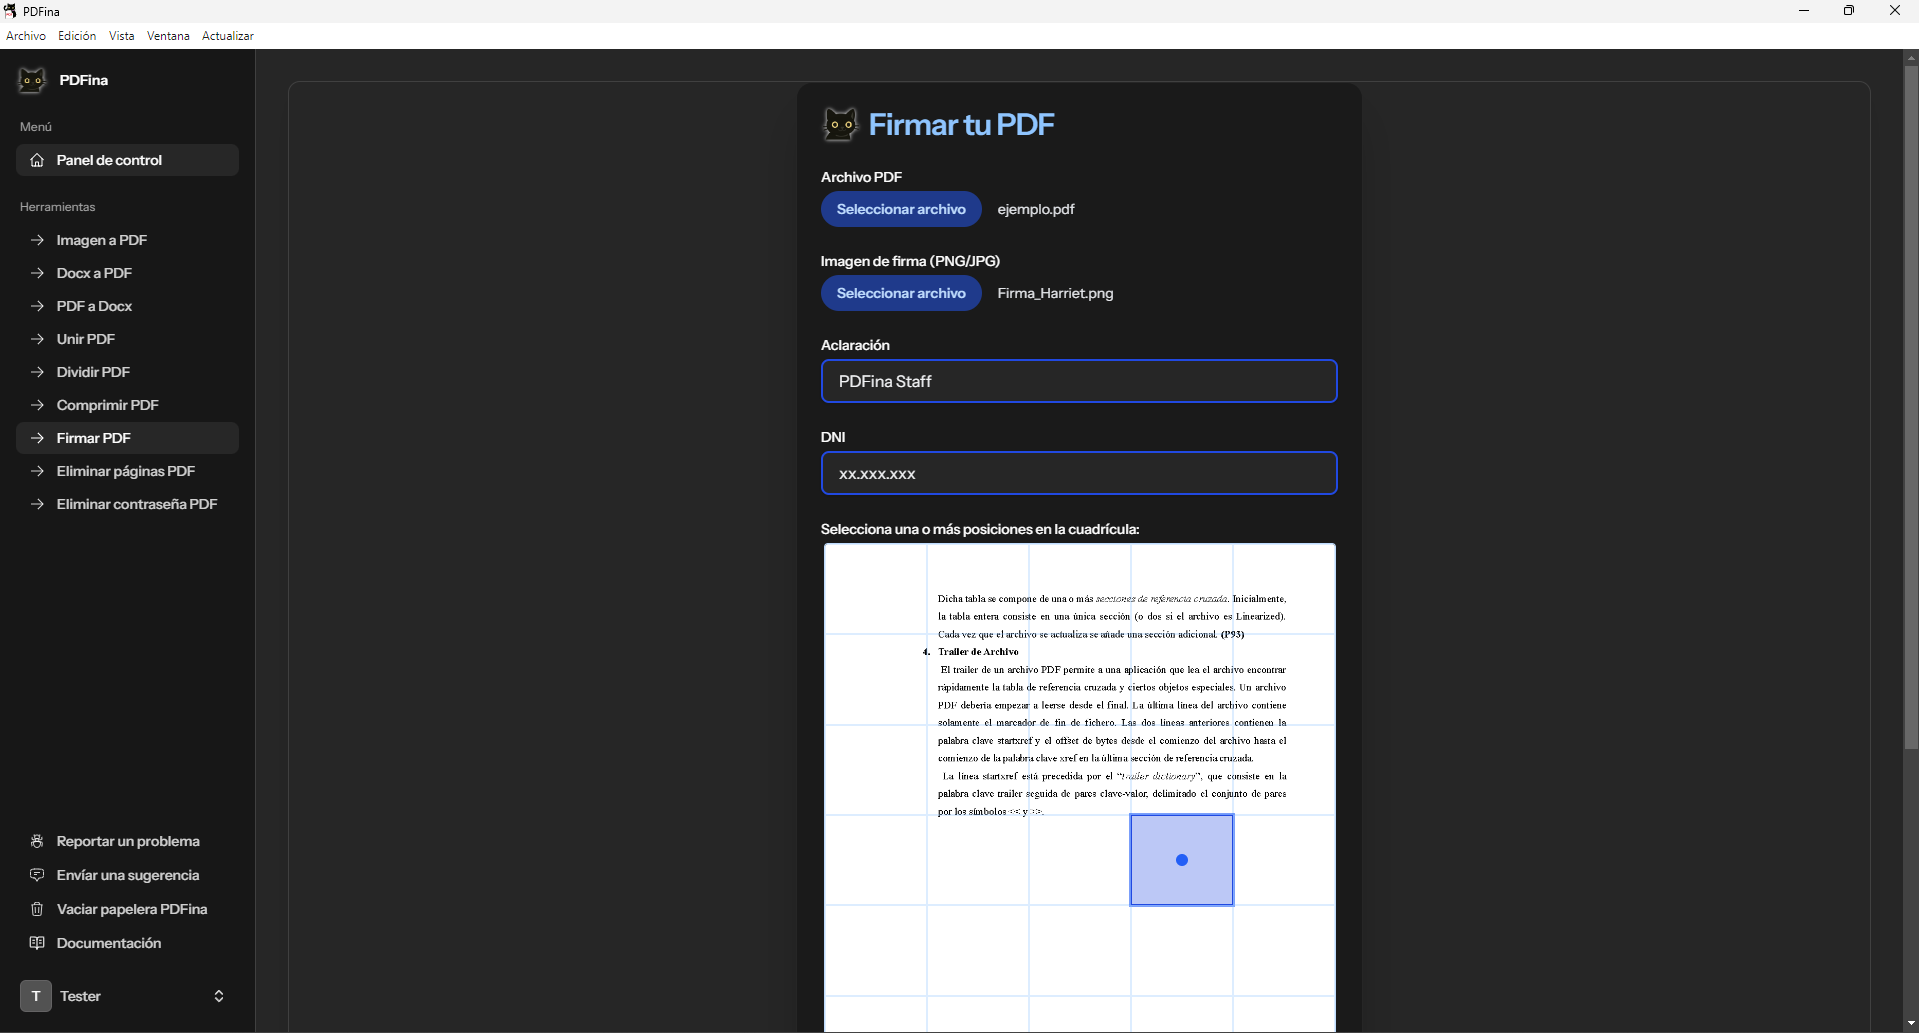 PDFina
Archivo Edición Vista Ventana Actualizar
PDFina
Menú
Panel de control
Herramientas
Imagen a PDF
Docx a PDF
PDF a Docx
Unir PDF
Dividir PDF
Comprimir PDF
Firmar PDF
Eliminar páginas PDF
Eliminar contraseña PDF
Reportar un problema
Envíar una sugerencia
Vaciar papelera PDFina
Documentación
T Tester
Firmar tu PDF
Archivo PDF
Seleccionar archivo ejemplo.pdf
Imagen de firma (PNG/JPG)
Seleccionar archivo Firma_Harriet.png
Aclaración
PDFina Staff
DNI
xx.xxx.xxx
Selecciona una o más posiciones en la cuadrícula:
Dicha tabla se compone de una o más secciones de referencia cruzada. Inicialmente,
la tabla entera consiste en una única sección (o dos si el archivo es Linearized).
Cada vez que el archivo se actualiza se añade una sección adicional. (P93)
4. Trailer de Archivo
El trailer de un archivo PDF permite a una aplicación que lea el archivo encontrar
rápidamente la tabla de referencia cruzada y ciertos objetos especiales. Un archivo
PDF debería empezar a leerse desde el final. La última línea del archivo contiene
solamente el marcador de fin de fichero. Las dos líneas anteriores contienen la
palabra clave startxref y el offset de bytes desde el comienzo del archivo hasta el
comienzo de la palabra clave xref en la última sección de referencia cruzada.
La línea startxref está precedida por el "trailer dictionary", que consiste en la
palabra clave trailer seguida de pares clave-valor, delimitado el conjunto de pares
por los símbolos << y >>.